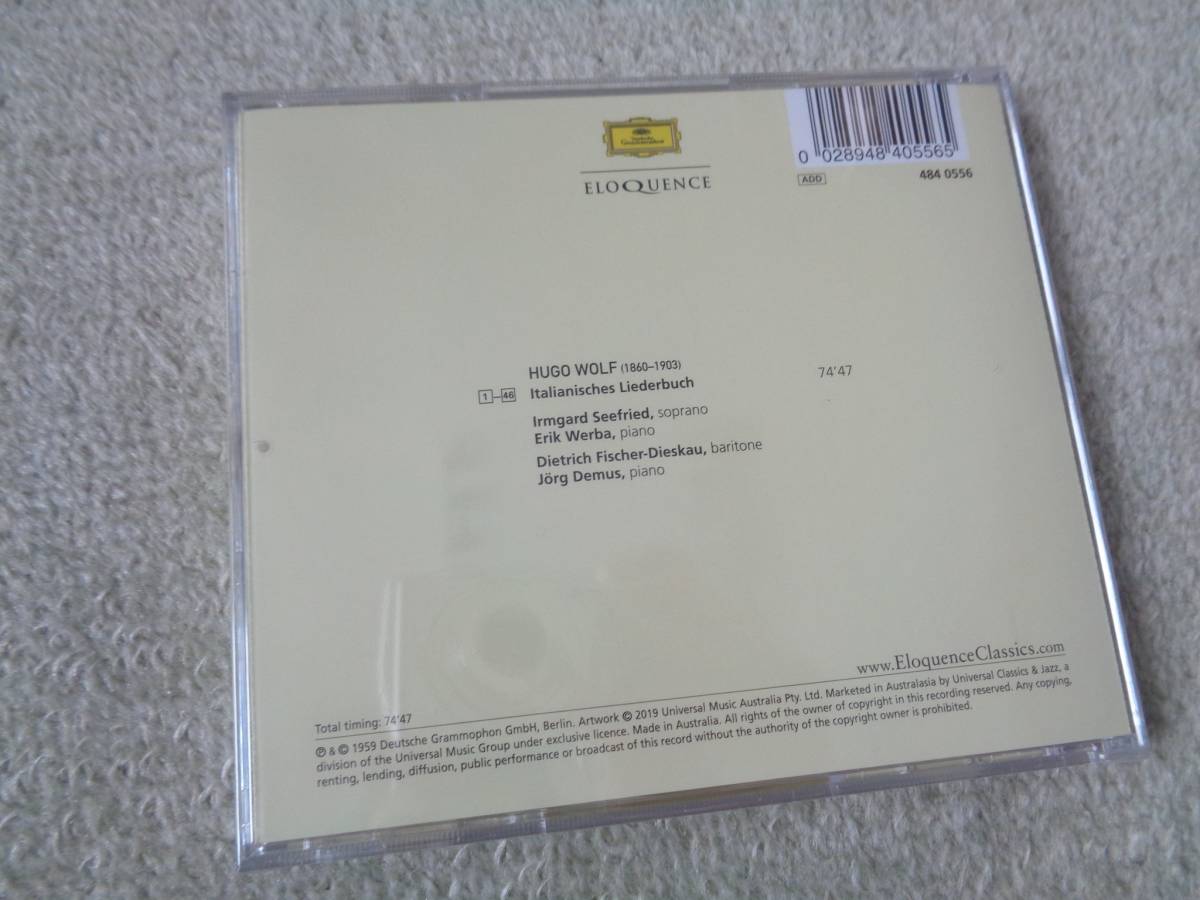 Deutsche
Grammophon
ELOQUENCE
0 028948 405565
ADD
484 0556
HUGO WOLF (1860–1903)
1–46 Italianisches Liederbuch 74'47
Irmgard Seefried, soprano
Erik Werba, piano
Dietrich Fischer-Dieskau, baritone
Jörg Demus, piano
www.EloquenceClassics.com
Total timing: 74'47
℗ & © 1959 Deutsche Grammophon GmbH, Berlin. Artwork © 2019 Universal Music Australia Pty. Ltd. Marketed in Australasia by Universal Classics & Jazz, a
division of the Universal Music Group under exclusive licence. Made in Australia. All rights of the owner of copyright in this recording reserved. Any copying,
renting, lending, diffusion, public performance or broadcast of this record without the authority of the copyright owner is prohibited.